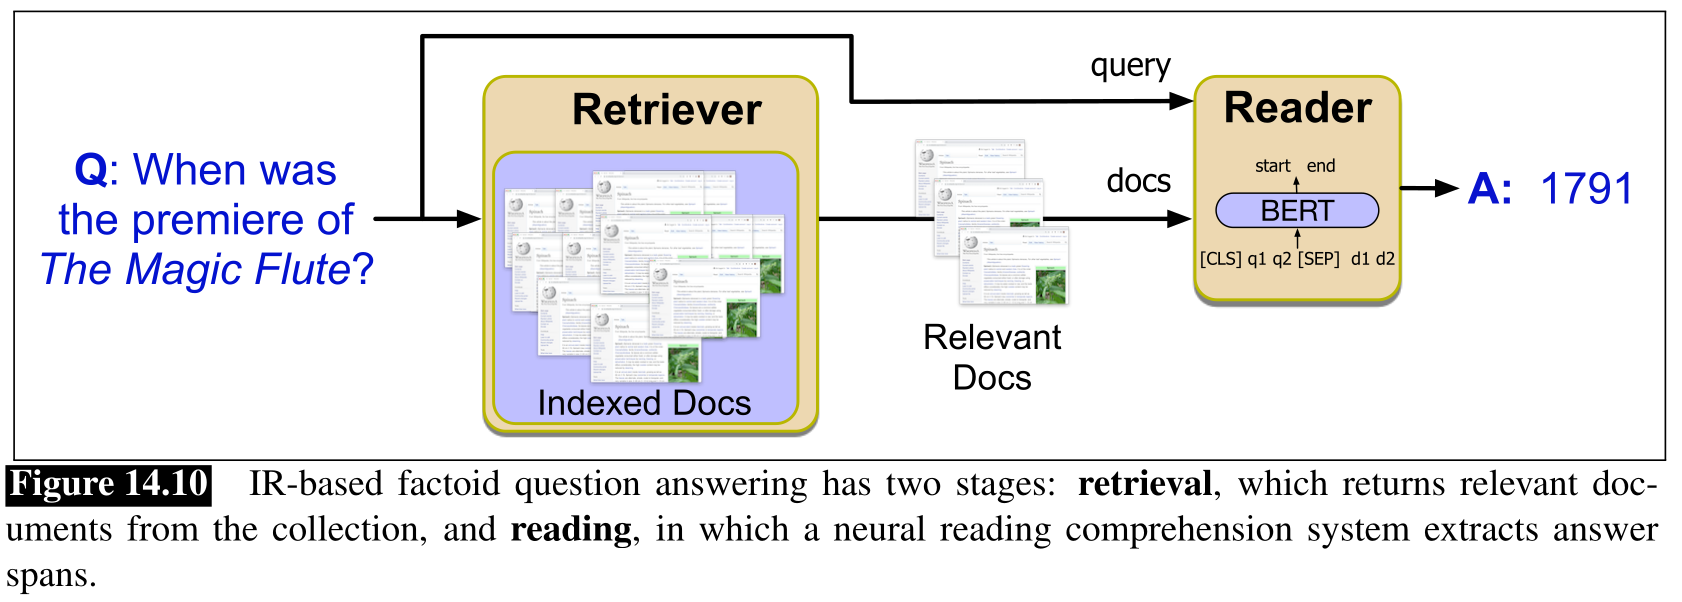 Q: When was
the premiere of
The Magic Flute?
Retriever
Indexed Docs
query
docs
Relevant
Docs
Reader
start end
BERT
[CLS] q1 q2 [SEP] d1 d2
A: 1791
Figure 14.10 IR-based factoid question answering has two stages: retrieval, which returns relevant doc-
uments from the collection, and reading, in which a neural reading comprehension system extracts answer
spans.